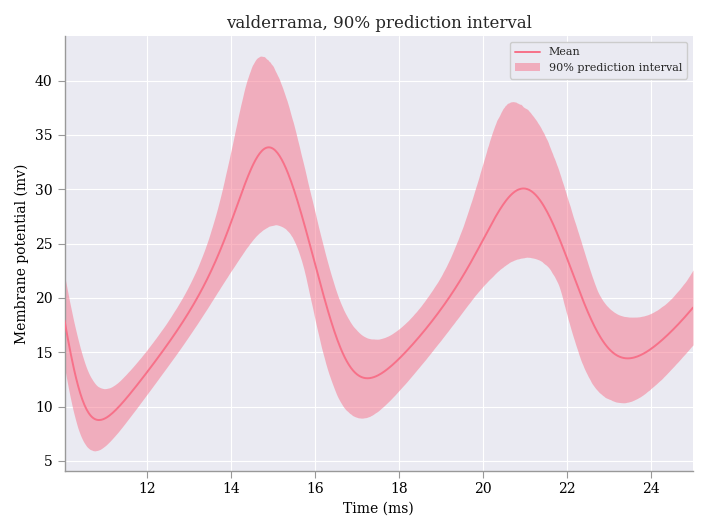 valderrama, 90% prediction interval
Mean
90% prediction interval
Membrane potential (mv)
40
35
30
25
20
15
10
5
12 14 16 18 20 22 24
Time (ms)